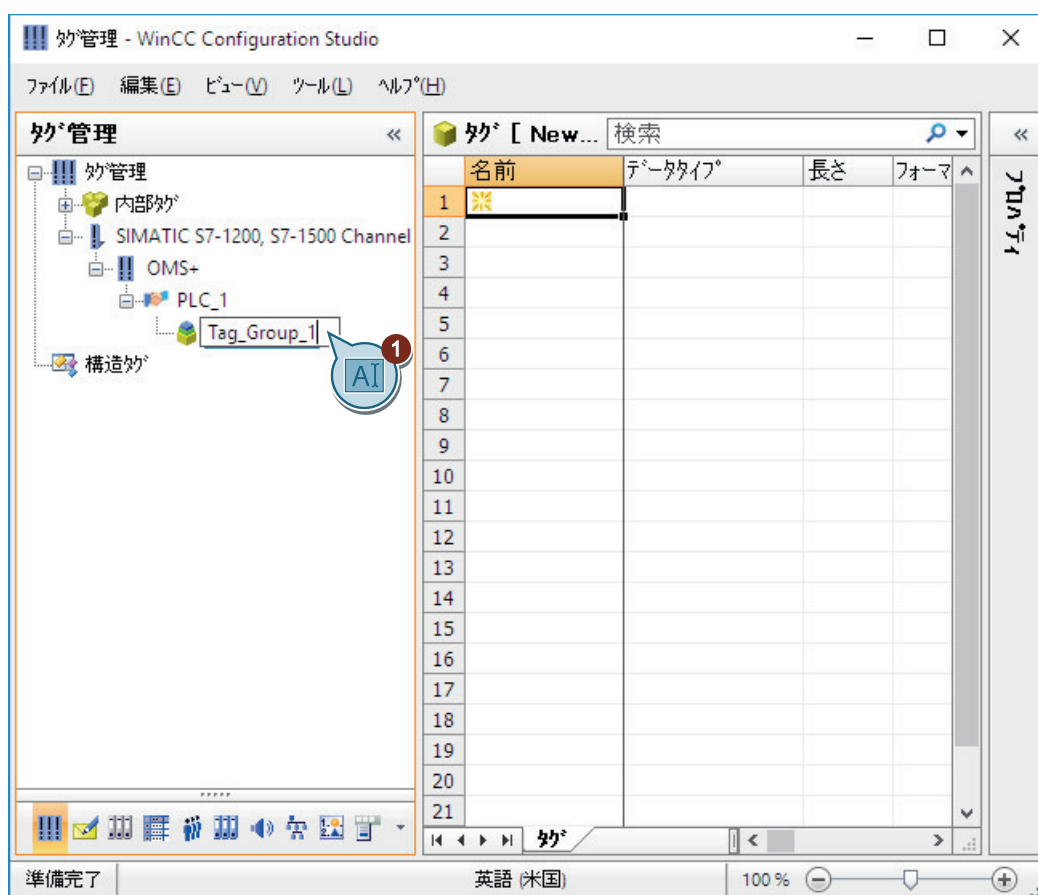 タグ管理 - WinCC Configuration Studio
ファイル(F) 編集(E) ビュー(V) ツール(L) ヘルプ(H)
タグ管理 «
タグ [ New... 検索
«
タグ管理
内部タグ
SIMATIC S7-1200, S7-1500 Channel
OMS+
PLC_1
Tag_Group_1
構造タグ
1
AI
名前 データタイプ 長さ フォーマ
1
2
3
4
5
6
7
8
9
10
11
12
13
14
15
16
17
18
19
20
21
プロパティ
タグ
準備完了 英語 (米国) 100 %